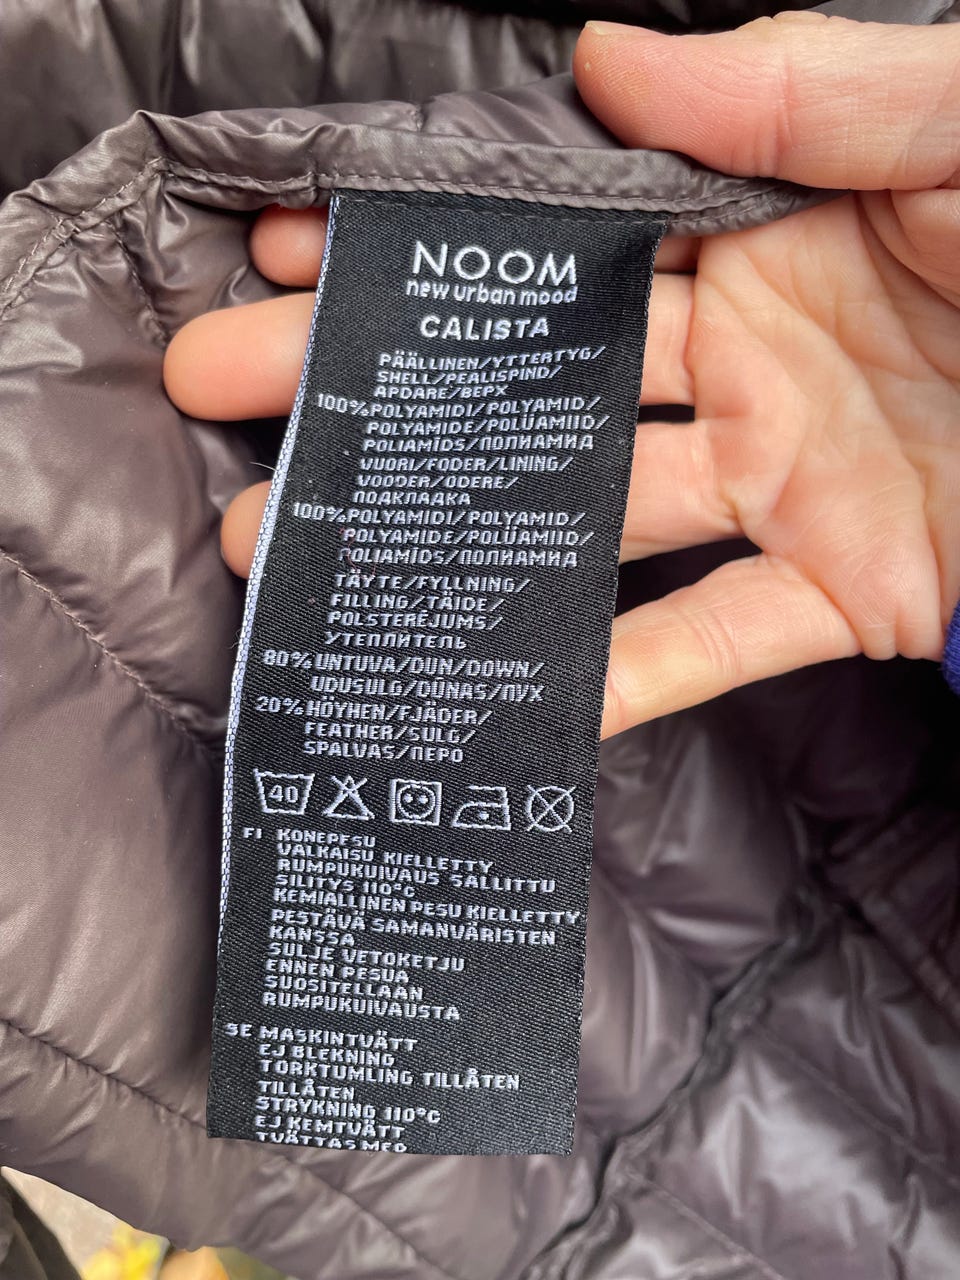 NOOM
new urban mood
CALISTA
PÄÄLLINEN/YTTERTYG/
SHELL/PEALISPIND/
APDARE/ВЕРХ
100% POLYAMIDI/POLYAMID/
POLYAMIDE/POLÜAMIID/
POLIAMĪDS/ПОЛИАМИД
VUORI/FODER/LINING/
VOODER/ODERE/
ПОДКЛАДКА
100% POLYAMIDI/POLYAMID/
POLYAMIDE/POLÜAMIID/
POLIAMĪDS/ПОЛИАМИД
TÄYTE/FYLLNING/
FILLING/TÄIDE/
POLSTEREJUMS/
УТЕПЛИТЕЛЬ
80% UNTUVA/DUN/DOWN/
UDUSULG/DŪNAS/ПУХ
20% HÖYHEN/FJÄDER/
FEATHER/SULG/
SPALVAS/ПЕРО
40
FI KONEPESU
VALKAISU KIELLETTY
RUMPUKUIVAUS SALLITTU
SILITYS 110°C
KEMIALLINEN PESU KIELLETTY
PESTÄVÄ SAMANVÄRISTEN
KANSSA
SULJE VETOKETJU
ENNEN PESUA
SUOSITELLAAN
RUMPUKUIVAUSTA
SE MASKINTVÄTT
EJ BLEKNING
TORKTUMLING TILLÅTEN
TILLÅTEN
STRYKNING 110°C
EJ KEMTVÄTT
TVÄTTAS MED